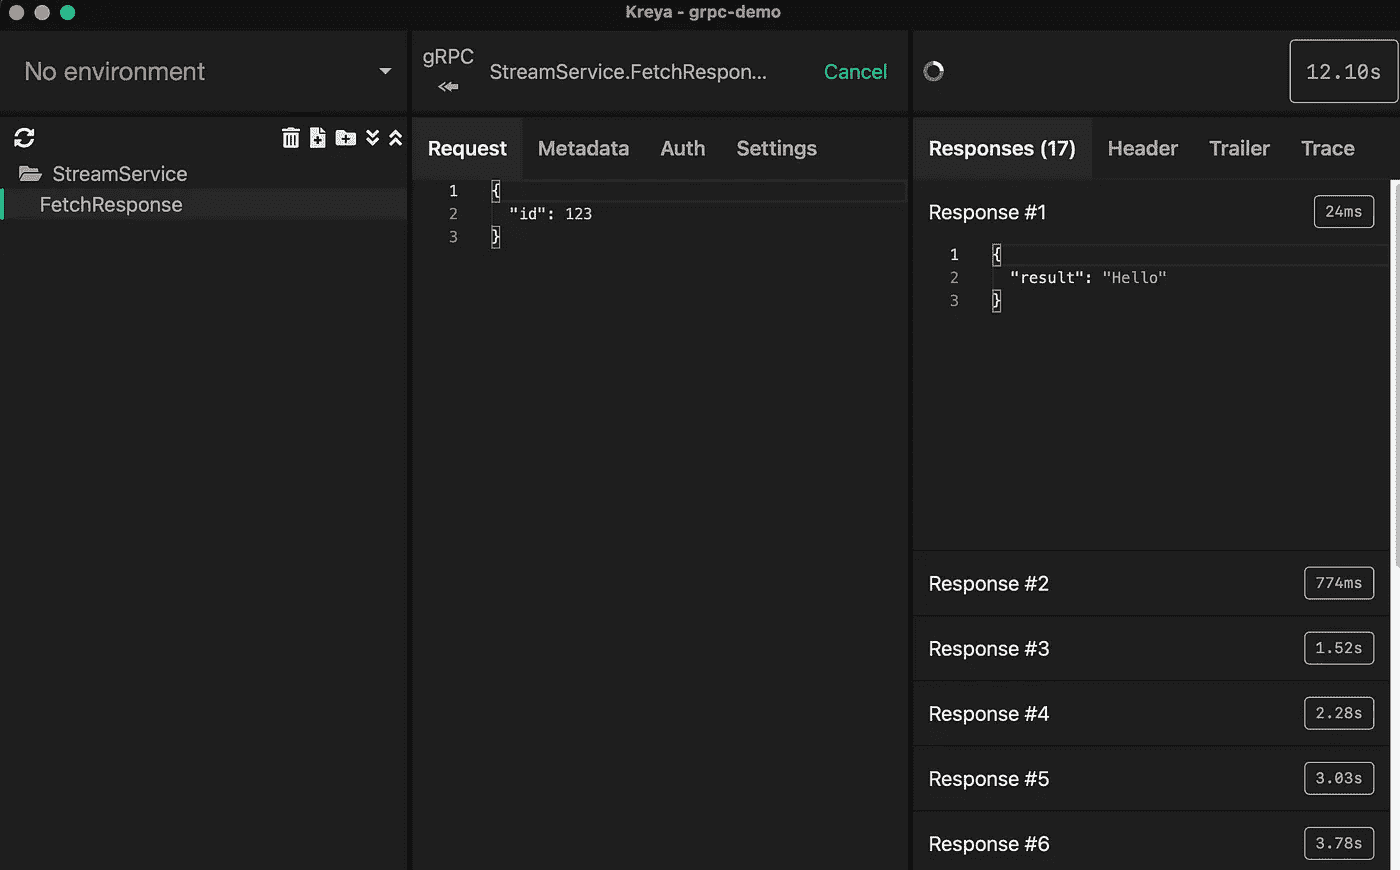 Kreya - grpc-demo
No environment
gRPC
StreamService.FetchRespon...
Cancel
12.10s
StreamService
FetchResponse
Request
Metadata
Auth
Settings
1 {
2 "id": 123
3 }
Responses (17)
Header
Trailer
Trace
Response #1
24ms
1 {
2 "result": "Hello"
3 }
Response #2
774ms
Response #3
1.52s
Response #4
2.28s
Response #5
3.03s
Response #6
3.78s